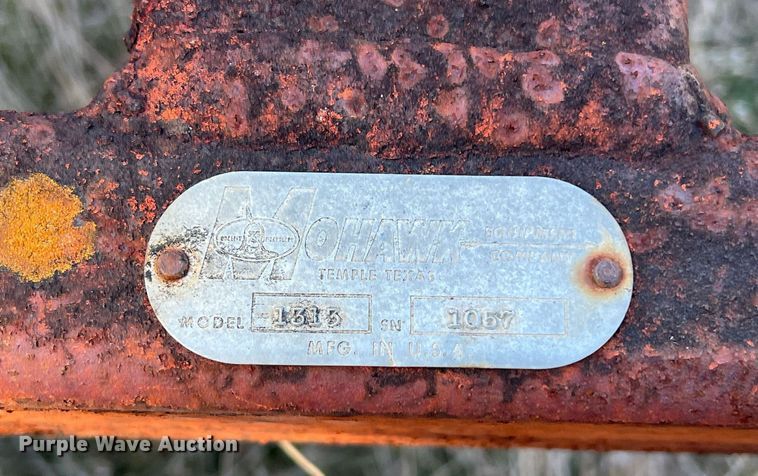 MOHAWK EQUIPMENT
COMPANY
TEMPLE TEXAS
MODEL 1313 SN 1057
MFG. IN U.S.A.
Purple Wave Auction